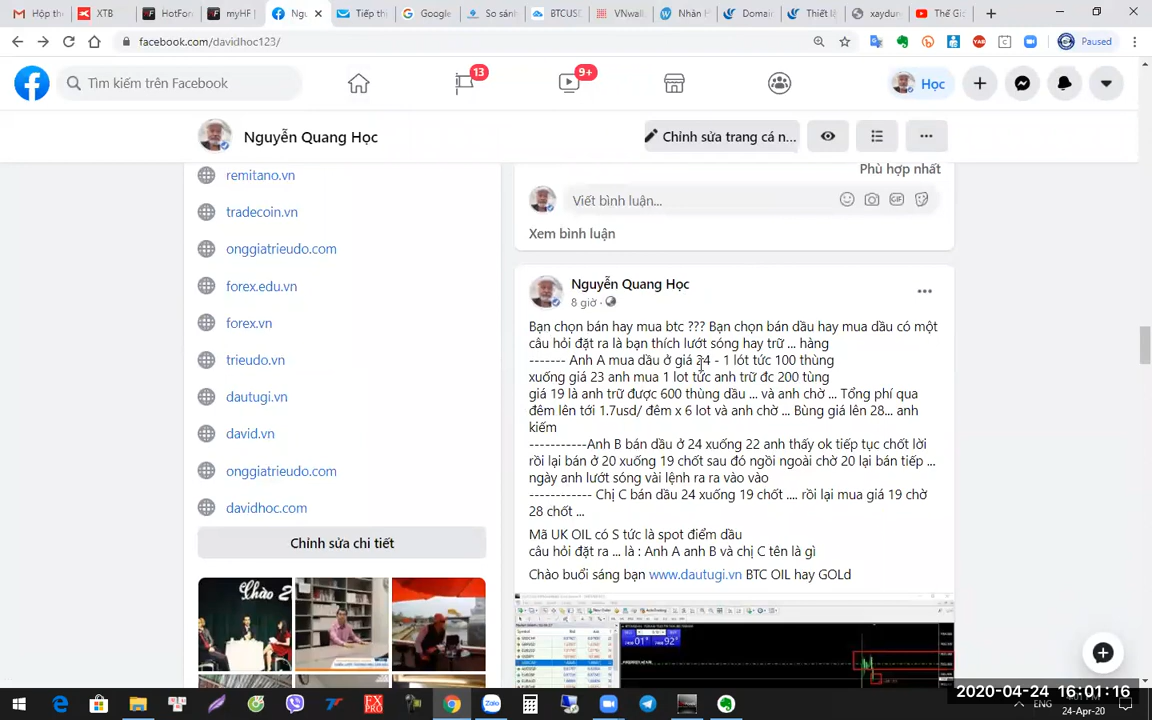 Hộp thư
XTB
HotFor
myHF
Ngu
Tiếp thị
Google
So sánh
BTCUSD
VNwall
Nhàn H
Domai
Thiết lậ
xaydun
Thế Giớ
facebook.com/davidhoc123/
Paused
Tìm kiếm trên Facebook
13
9+
Học
Nguyễn Quang Học
Chỉnh sửa trang cá n...
remitano.vn
tradecoin.vn
onggiatrieudo.com
forex.edu.vn
forex.vn
trieudo.vn
dautugi.vn
david.vn
onggiatrieudo.com
davidhoc.com
Chỉnh sửa chi tiết
Chào 2
Phù hợp nhất
Viết bình luận...
GIF
Xem bình luận
Nguyễn Quang Học
8 giờ ·
Bạn chọn bán hay mua btc ??? Bạn chọn bán dầu hay mua dầu có một
câu hỏi đặt ra là bạn thích lướt sóng hay trữ ... hàng
------- Anh A mua dầu ở giá 24 - 1 lót tức 100 thùng
xuống giá 23 anh mua 1 lot tức anh trữ đc 200 tùng
giá 19 là anh trữ được 600 thùng dầu ... và anh chờ ... Tổng phí qua
đêm lên tới 1.7usd/ đêm x 6 lot và anh chờ ... Bùng giá lên 28... anh
kiếm
-----------Anh B bán dầu ở 24 xuống 22 anh thấy ok tiếp tục chốt lời
rồi lại bán ở 20 xuống 19 chốt sau đó ngồi ngoài chờ 20 lại bán tiếp ...
ngày anh lướt sóng vài lệnh ra ra vào vào
------------ Chị C bán dầu 24 xuống 19 chốt .... rồi lại mua giá 19 chờ
28 chốt ...
Mã UK OIL có S tức là spot điểm dầu
câu hỏi đặt ra ... là : Anh A anh B và chị C tên là gì
Chào buổi sáng bạn www.dautugi.vn BTC OIL hay GOLd
2020-04-24 16:01:16
ENG
24-Apr-20